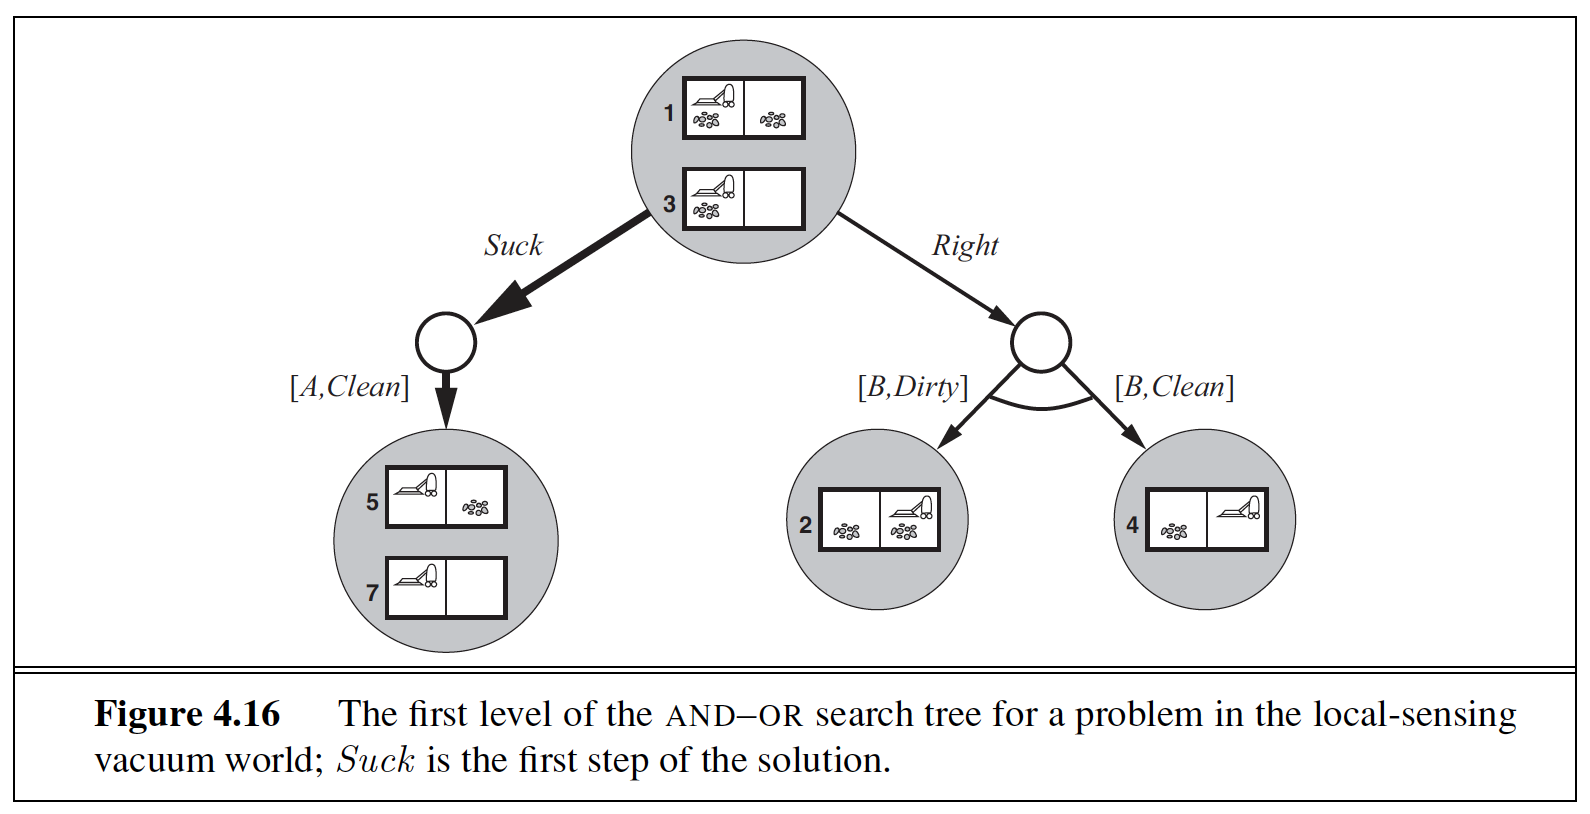 1
3
Suck
Right
[A,Clean]
[B,Dirty]
[B,Clean]
5
7
2
4
Figure 4.16 The first level of the AND–OR search tree for a problem in the local-sensing
vacuum world; Suck is the first step of the solution.